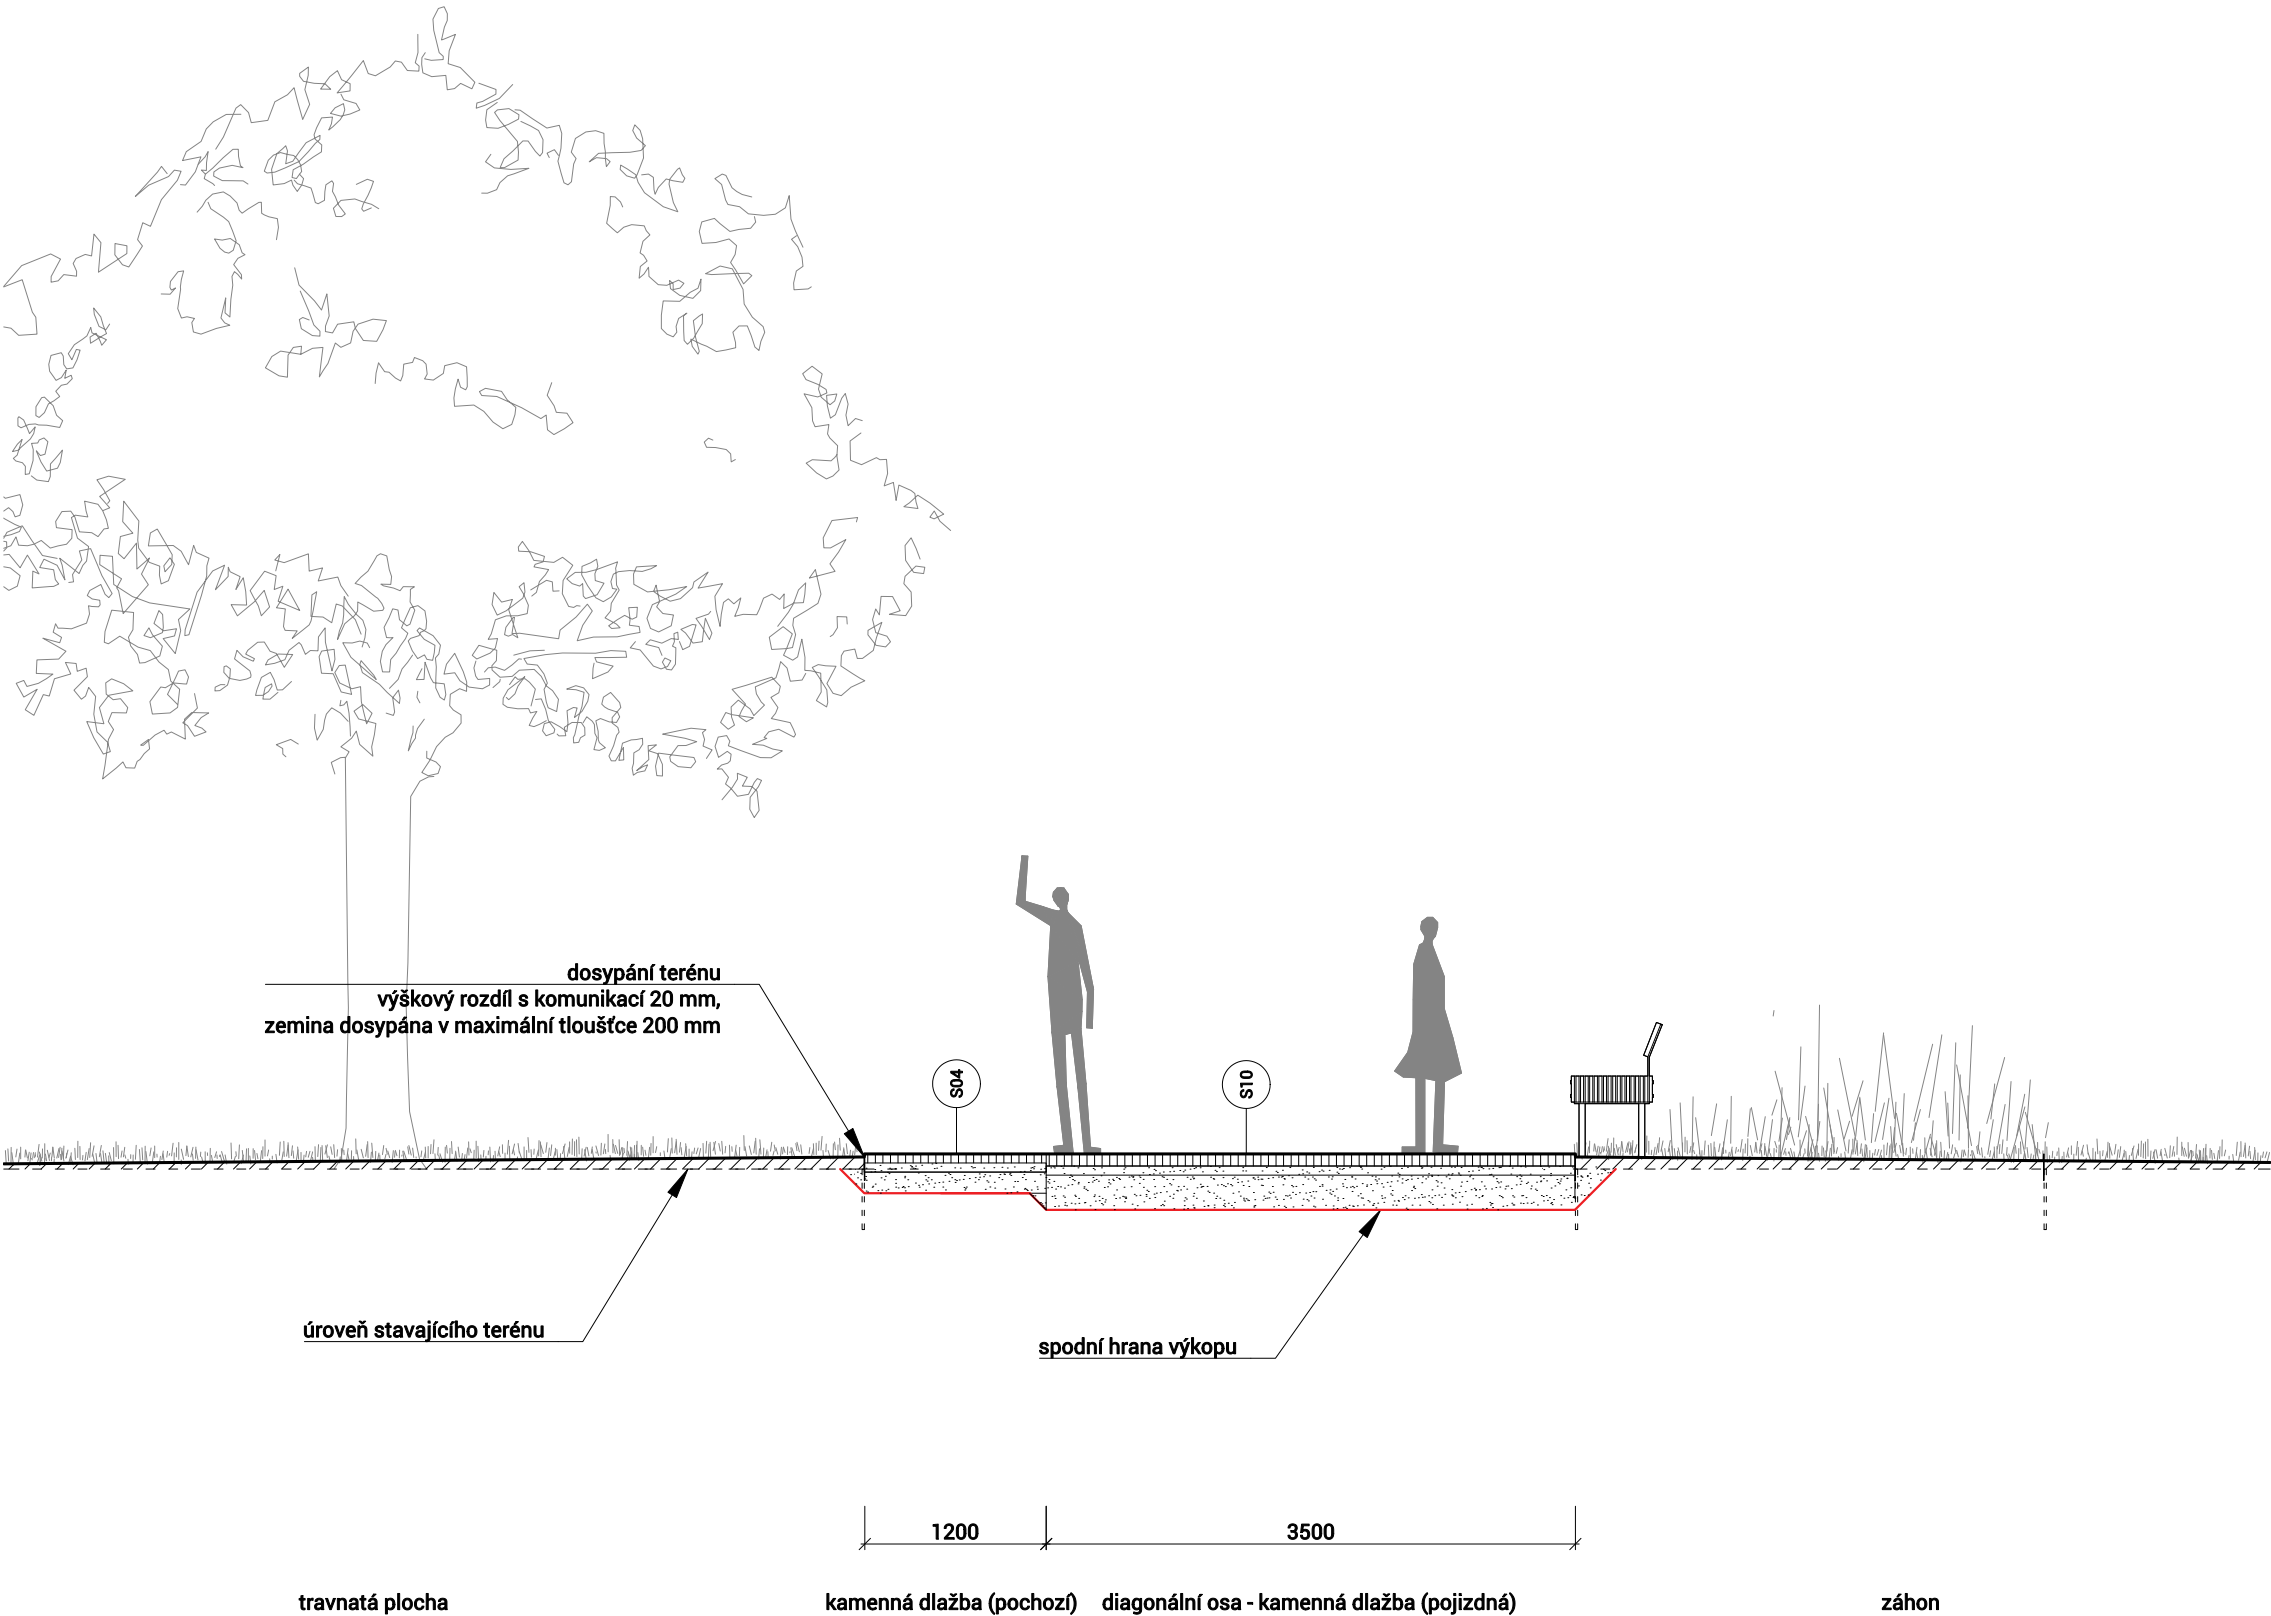 dosypání terénu
výškový rozdíl s komunikací 20 mm,
zemina dosypána v maximální tloušťce 200 mm
S04
S10
úroveň stavajícího terénu
spodní hrana výkopu
1200
3500
travnatá plocha
kamenná dlažba (pochozí)
diagonální osa - kamenná dlažba (pojizdná)
záhon